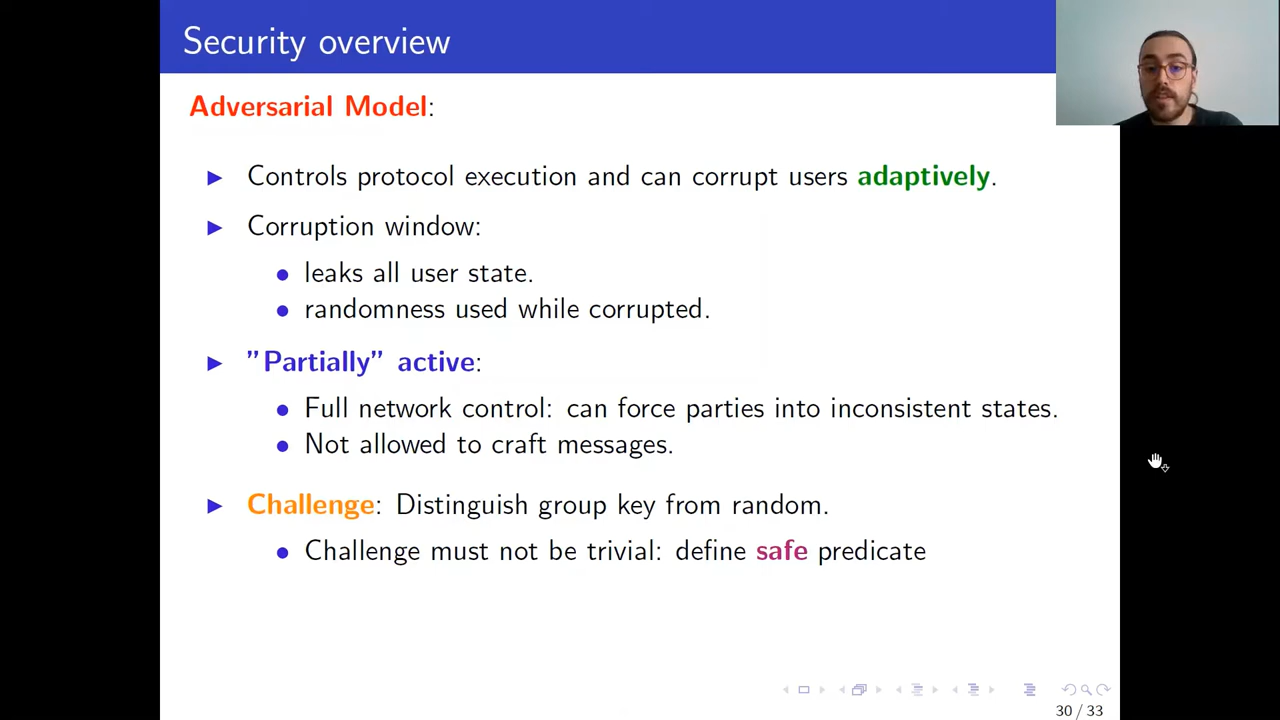 Security overview
Adversarial Model:
Controls protocol execution and can corrupt users adaptively.
Corruption window:
leaks all user state.
randomness used while corrupted.
"Partially" active:
Full network control: can force parties into inconsistent states.
Not allowed to craft messages.
Challenge: Distinguish group key from random.
Challenge must not be trivial: define safe predicate
30 / 33